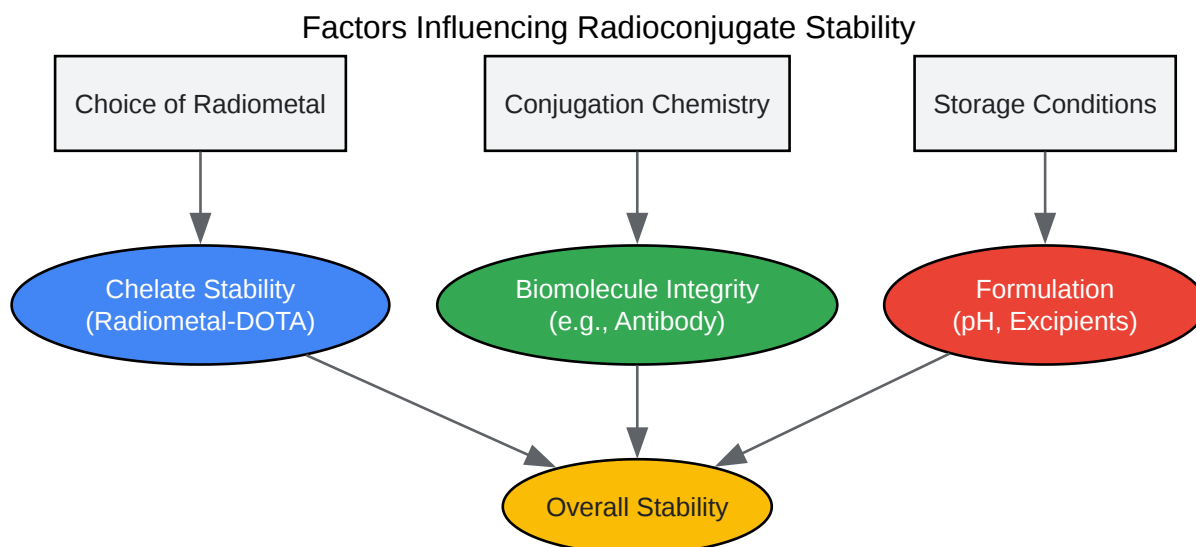 Factors Influencing Radioconjugate Stability
Choice of Radiometal
Conjugation Chemistry
Storage Conditions
Chelate Stability
(Radiometal-DOTA)
Biomolecule Integrity
(e.g., Antibody)
Formulation
(pH, Excipients)
Overall Stability